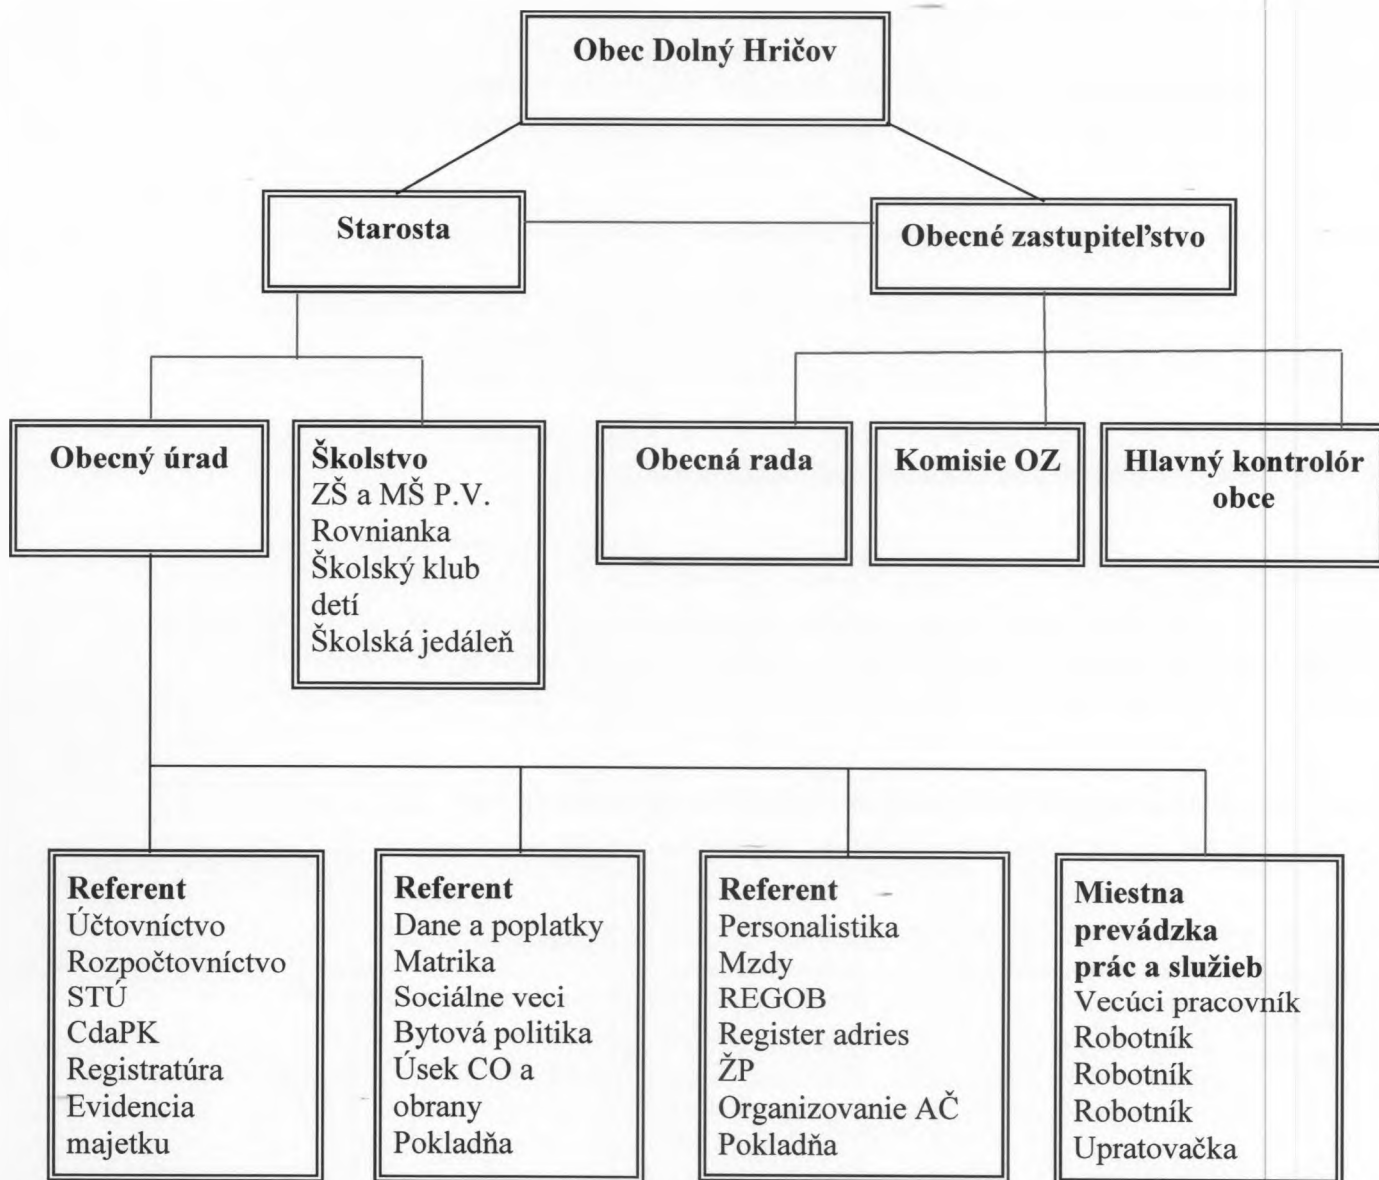 Obec Dolný Hričov
Starosta
Obecné zastupiteľstvo
Obecný úrad
Školstvo
ZŠ a MŠ P.V.
Rovnianka
Školský klub
detí
Školská jedáleň
Obecná rada
Komisie OZ
Hlavný kontrolór
obce
Referent
Účtovníctvo
Rozpočtovníctvo
STÚ
CdaPK
Registratúra
Evidencia
majetku
Referent
Dane a poplatky
Matrika
Sociálne veci
Bytová politika
Úsek CO a
obrany
Pokladňa
Referent
Personalistika
Mzdy
REGOB
Register adries
ŽP
Organizovanie AČ
Pokladňa
Miestna
prevádzka
prác a služieb
Vecúci pracovník
Robotník
Robotník
Robotník
Upratovačka